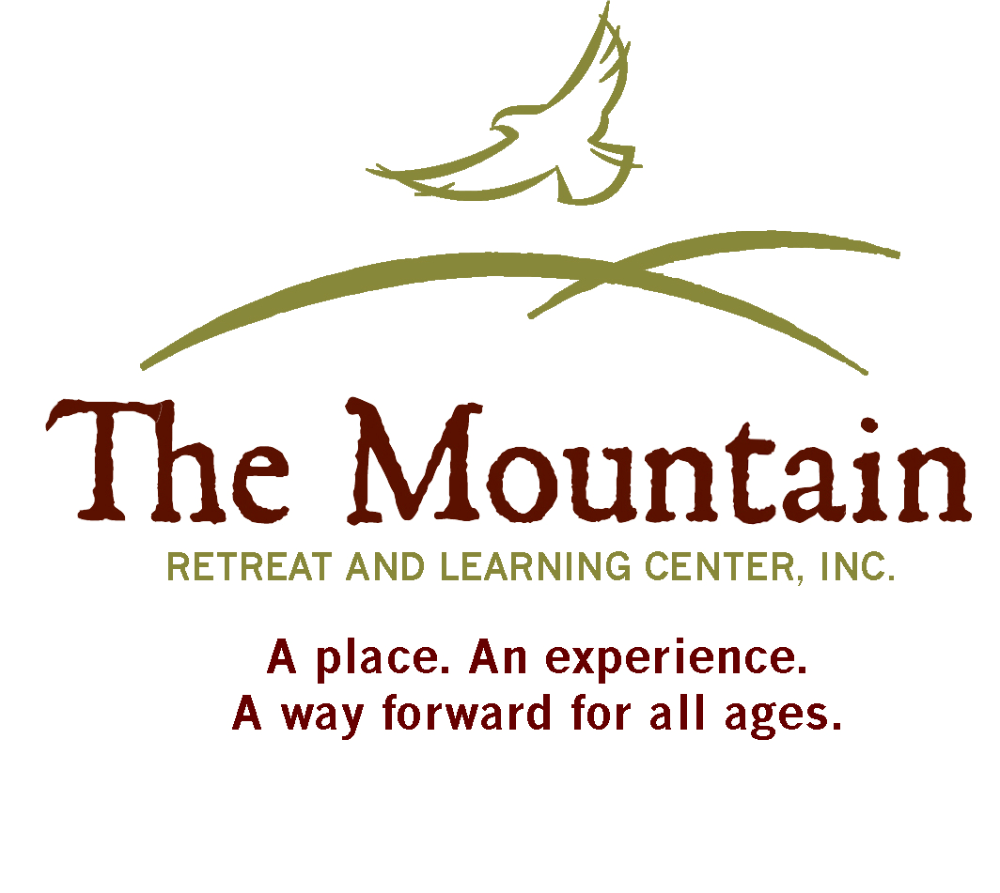 The Mountain
RETREAT AND LEARNING CENTER, INC.
A place. An experience.
A way forward for all ages.